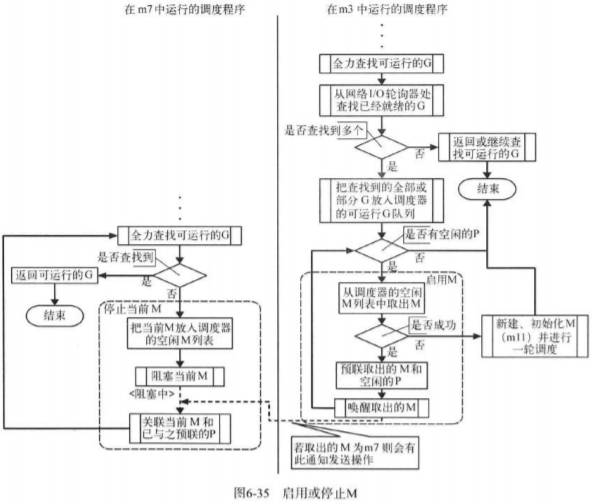 在m7中运行的调度程序
在m3 中运行的调度程序
全力查找可运行的G
从网络I/O轮询器处
查找已经就绪的G
是否查找到多个
否
返回或继续查
找可运行的G
是
结束
把查找到的全部或
部分 G 放入调度器
的可运行G队列
是否有空闲的P
否
是
启用M
从调度器的空闲
M列表中取出M
是否成功
否
新建、初始化M
（m11）并进行
一轮调度
是
预联取出的M和
空闲的P
唤醒取出的M
若取出的 M 为m7 则会有
此通知发送操作
全力查找可运行的G
是否查找到
是
返回可运行的G
否
结束
停止当前M
把当前M放入调度器
的空闲M列表
阻塞当前M
<阻塞中>
关联当前 M 和
已与之预联的P
图6-35 启用或停止M